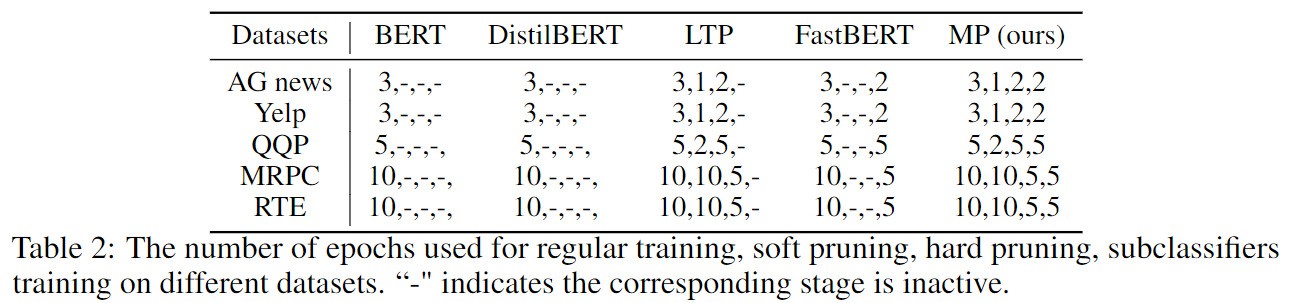 Datasets BERT DistilBERT LTP FastBERT MP (ours)
AG news 3,-,-,- 3,-,-,- 3,1,2,- 3,-,-,2 3,1,2,2
Yelp 3,-,-,- 3,-,-,- 3,1,2,- 3,-,-,2 3,1,2,2
QQP 5,-,-,-, 5,-,-,-, 5,2,5,- 5,-,-,5 5,2,5,5
MRPC 10,-,-,-, 10,-,-,-, 10,10,5,- 10,-,-,5 10,10,5,5
RTE 10,-,-,-, 10,-,-,-, 10,10,5,- 10,-,-,5 10,10,5,5
Table 2: The number of epochs used for regular training, soft pruning, hard pruning, subclassifiers
training on different datasets. “-" indicates the corresponding stage is inactive.